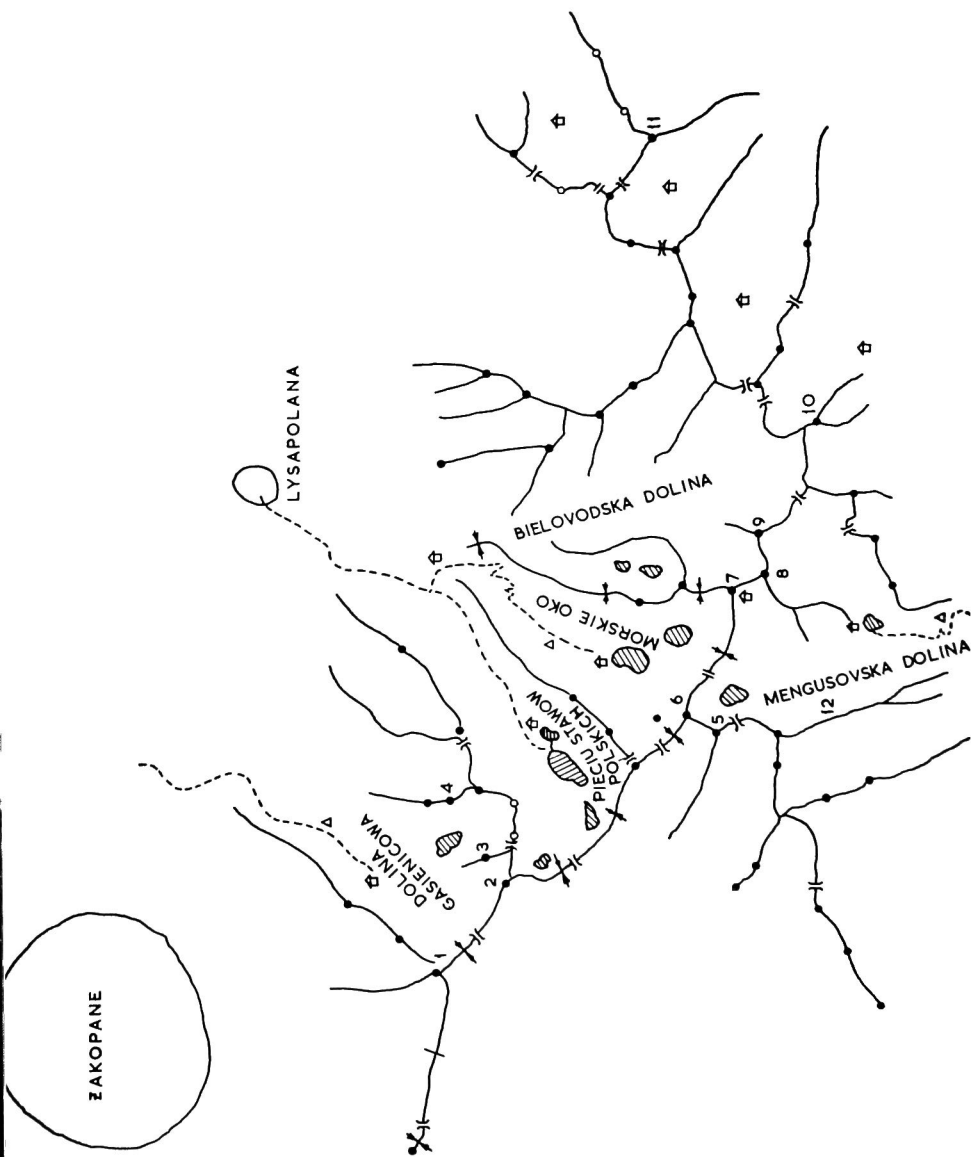 ZAKOPANE
LYSAPOLANA
DOLINA
GASIENICOWA
PIECIU STAWOW
POLSKICH
MORSKIE OKO
BIELOVODSKA DOLINA
MENGUSOVSKA DOLINA
1
2
3
4
5
6
7
8
9
10
11
12